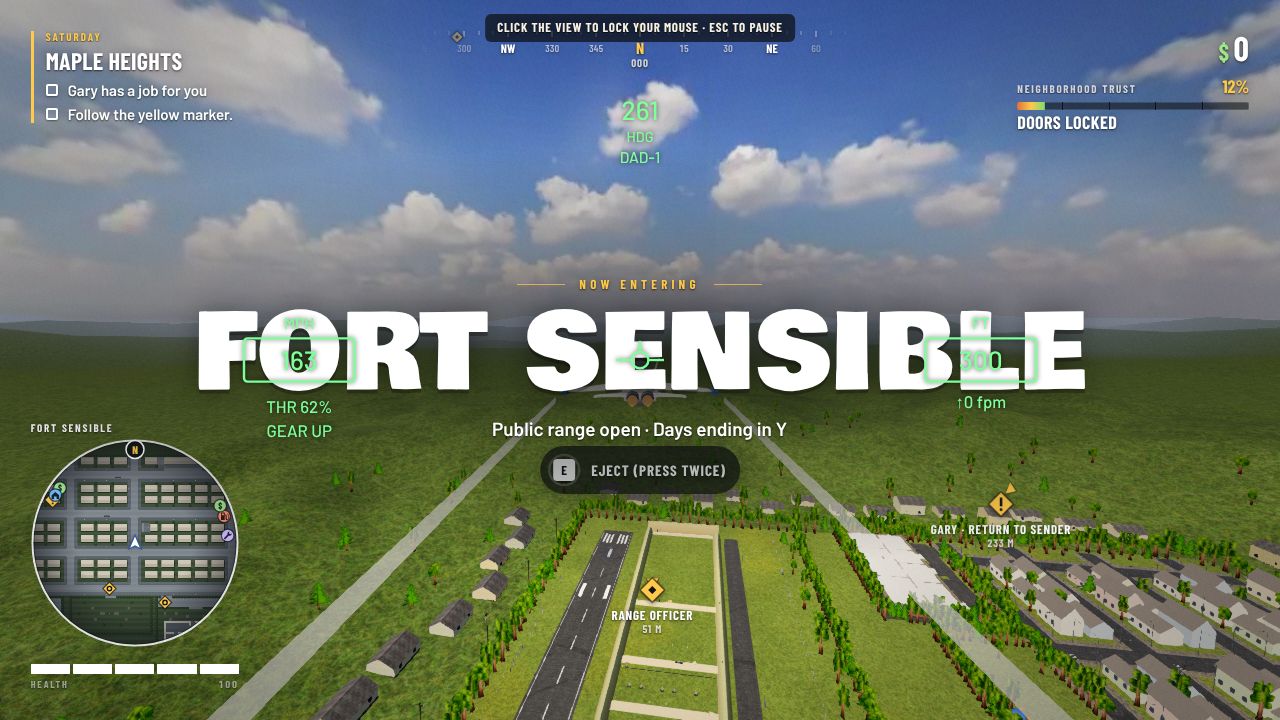 CLICK THE VIEW TO LOCK YOUR MOUSE · ESC TO PAUSE
300 NW 330 345 N 15 30 NE 60
000
SATURDAY
MAPLE HEIGHTS
Gary has a job for you
Follow the yellow marker.
$ 0
NEIGHBORHOOD TRUST 12%
DOORS LOCKED
261
HDG
DAD-1
NOW ENTERING
FORT SENSIBLE
MPH
163
THR 62%
GEAR UP
FT
300
↑0 fpm
Public range open · Days ending in Y
E EJECT (PRESS TWICE)
GARY · RETURN TO SENDER
233 M
RANGE OFFICER
51 M
FORT SENSIBLE
N
$
$
HEALTH 100